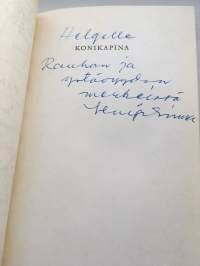 Helgalle
KONIKAPINA
Rauhan ja
ystävyyden
merkeissä